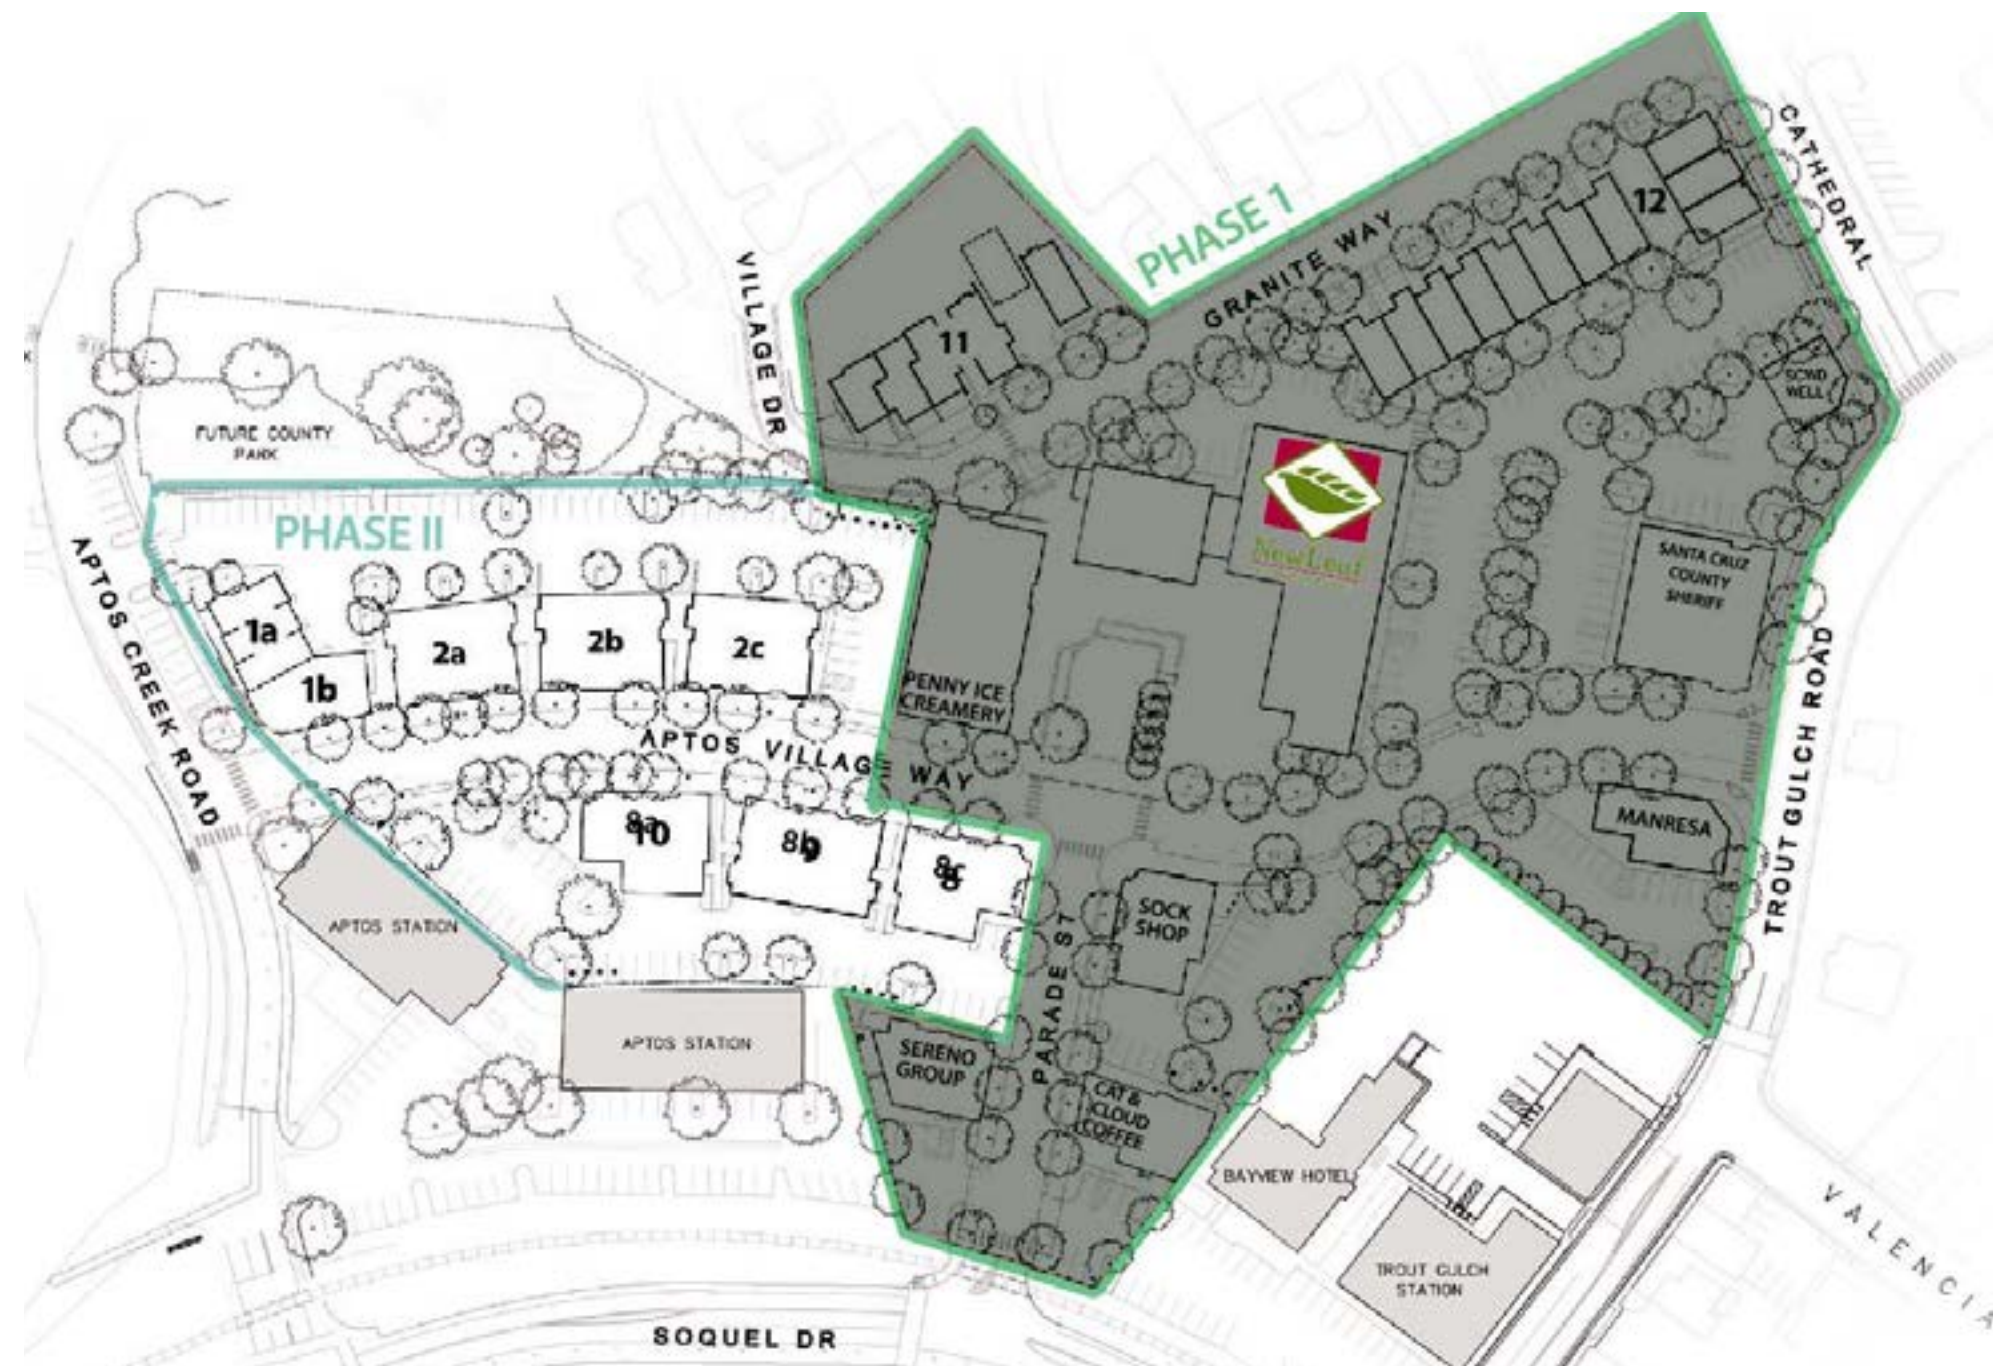 PHASE 1
CATHEDRAL
GRANITE WAY
12
VILLAGE DR
11
SCWD
WELL
FUTURE COUNTY
PARK
NewLeaf
PHASE II
SANTA CRUZ
COUNTY
SHERIFF
APTOS CREEK ROAD
1a
1b
2a
2b
2c
PENNY ICE
CREAMERY
APTOS VILLAGE WAY
TROUT GULCH ROAD
MANRESA
10
8b
8c
SOCK
SHOP
PARADE ST
APTOS STATION
APTOS STATION
SERENO
GROUP
CAT &
CLOUD
COFFEE
BAYVIEW HOTEL
TROUT GULCH
STATION
VALENCIA
SOQUEL DR